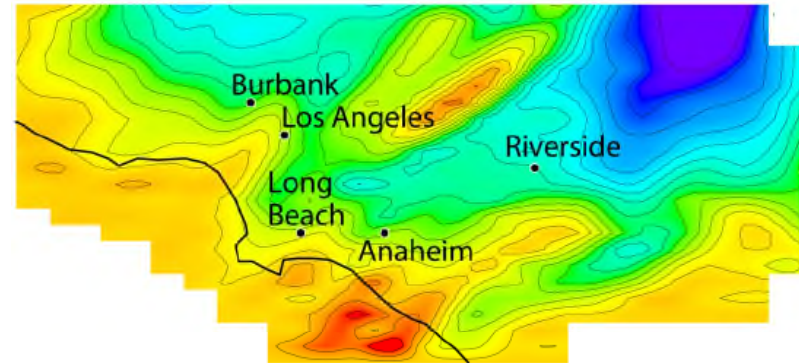 Burbank
Los Angeles
Riverside
Long
Beach
Anaheim